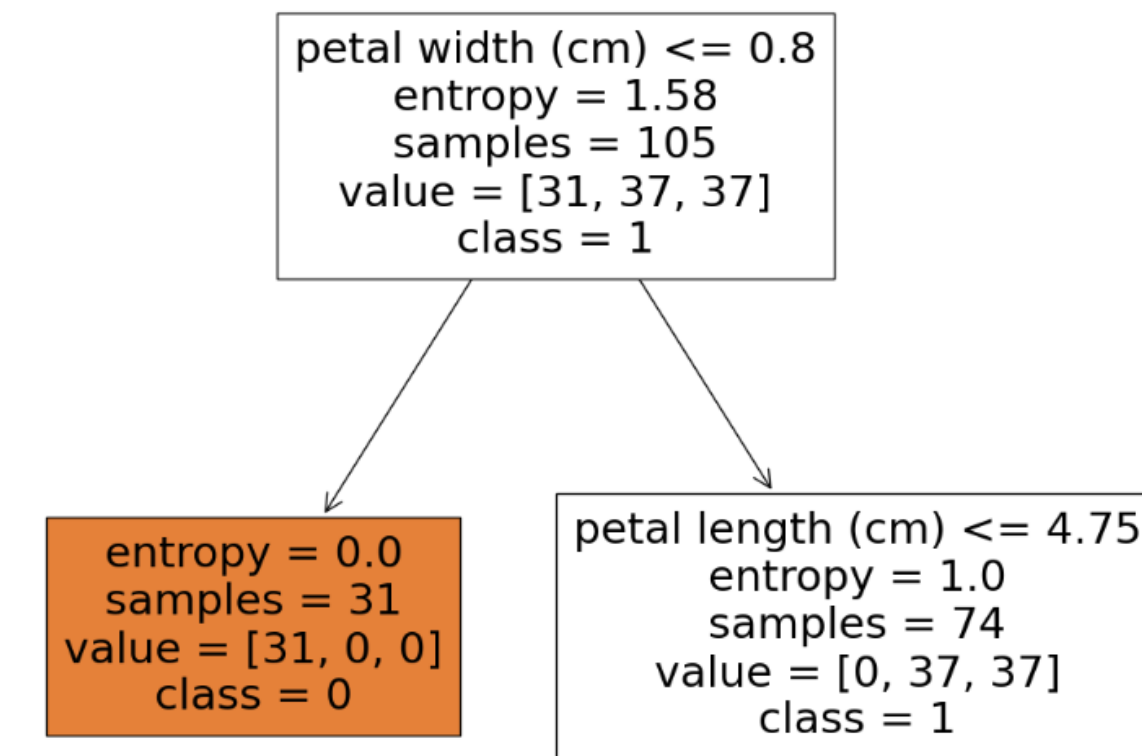 petal width (cm) <= 0.8
entropy = 1.58
samples = 105
value = [31, 37, 37]
class = 1
entropy = 0.0
samples = 31
value = [31, 0, 0]
class = 0
petal length (cm) <= 4.75
entropy = 1.0
samples = 74
value = [0, 37, 37]
class = 1